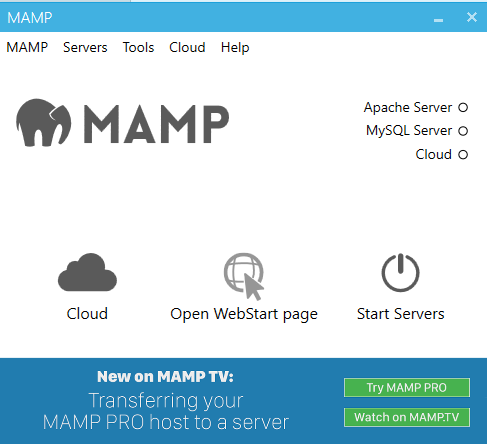 MAMP
MAMP Servers Tools Cloud Help
MAMP
Apache Server
MySQL Server
Cloud
Cloud
Open WebStart page
Start Servers
New on MAMP TV:
Transferring your
MAMP PRO host to a server
Try MAMP PRO
Watch on MAMP.TV